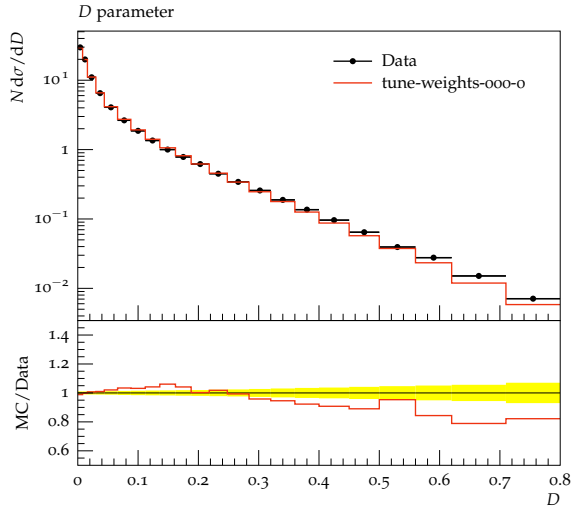 D parameter
N dσ/dD
10¹
1
10⁻¹
10⁻²
Data
tune-weights-000-0
MC/Data
1.4
1.2
1
0.8
0.6
0 0.1 0.2 0.3 0.4 0.5 0.6 0.7 0.8
D